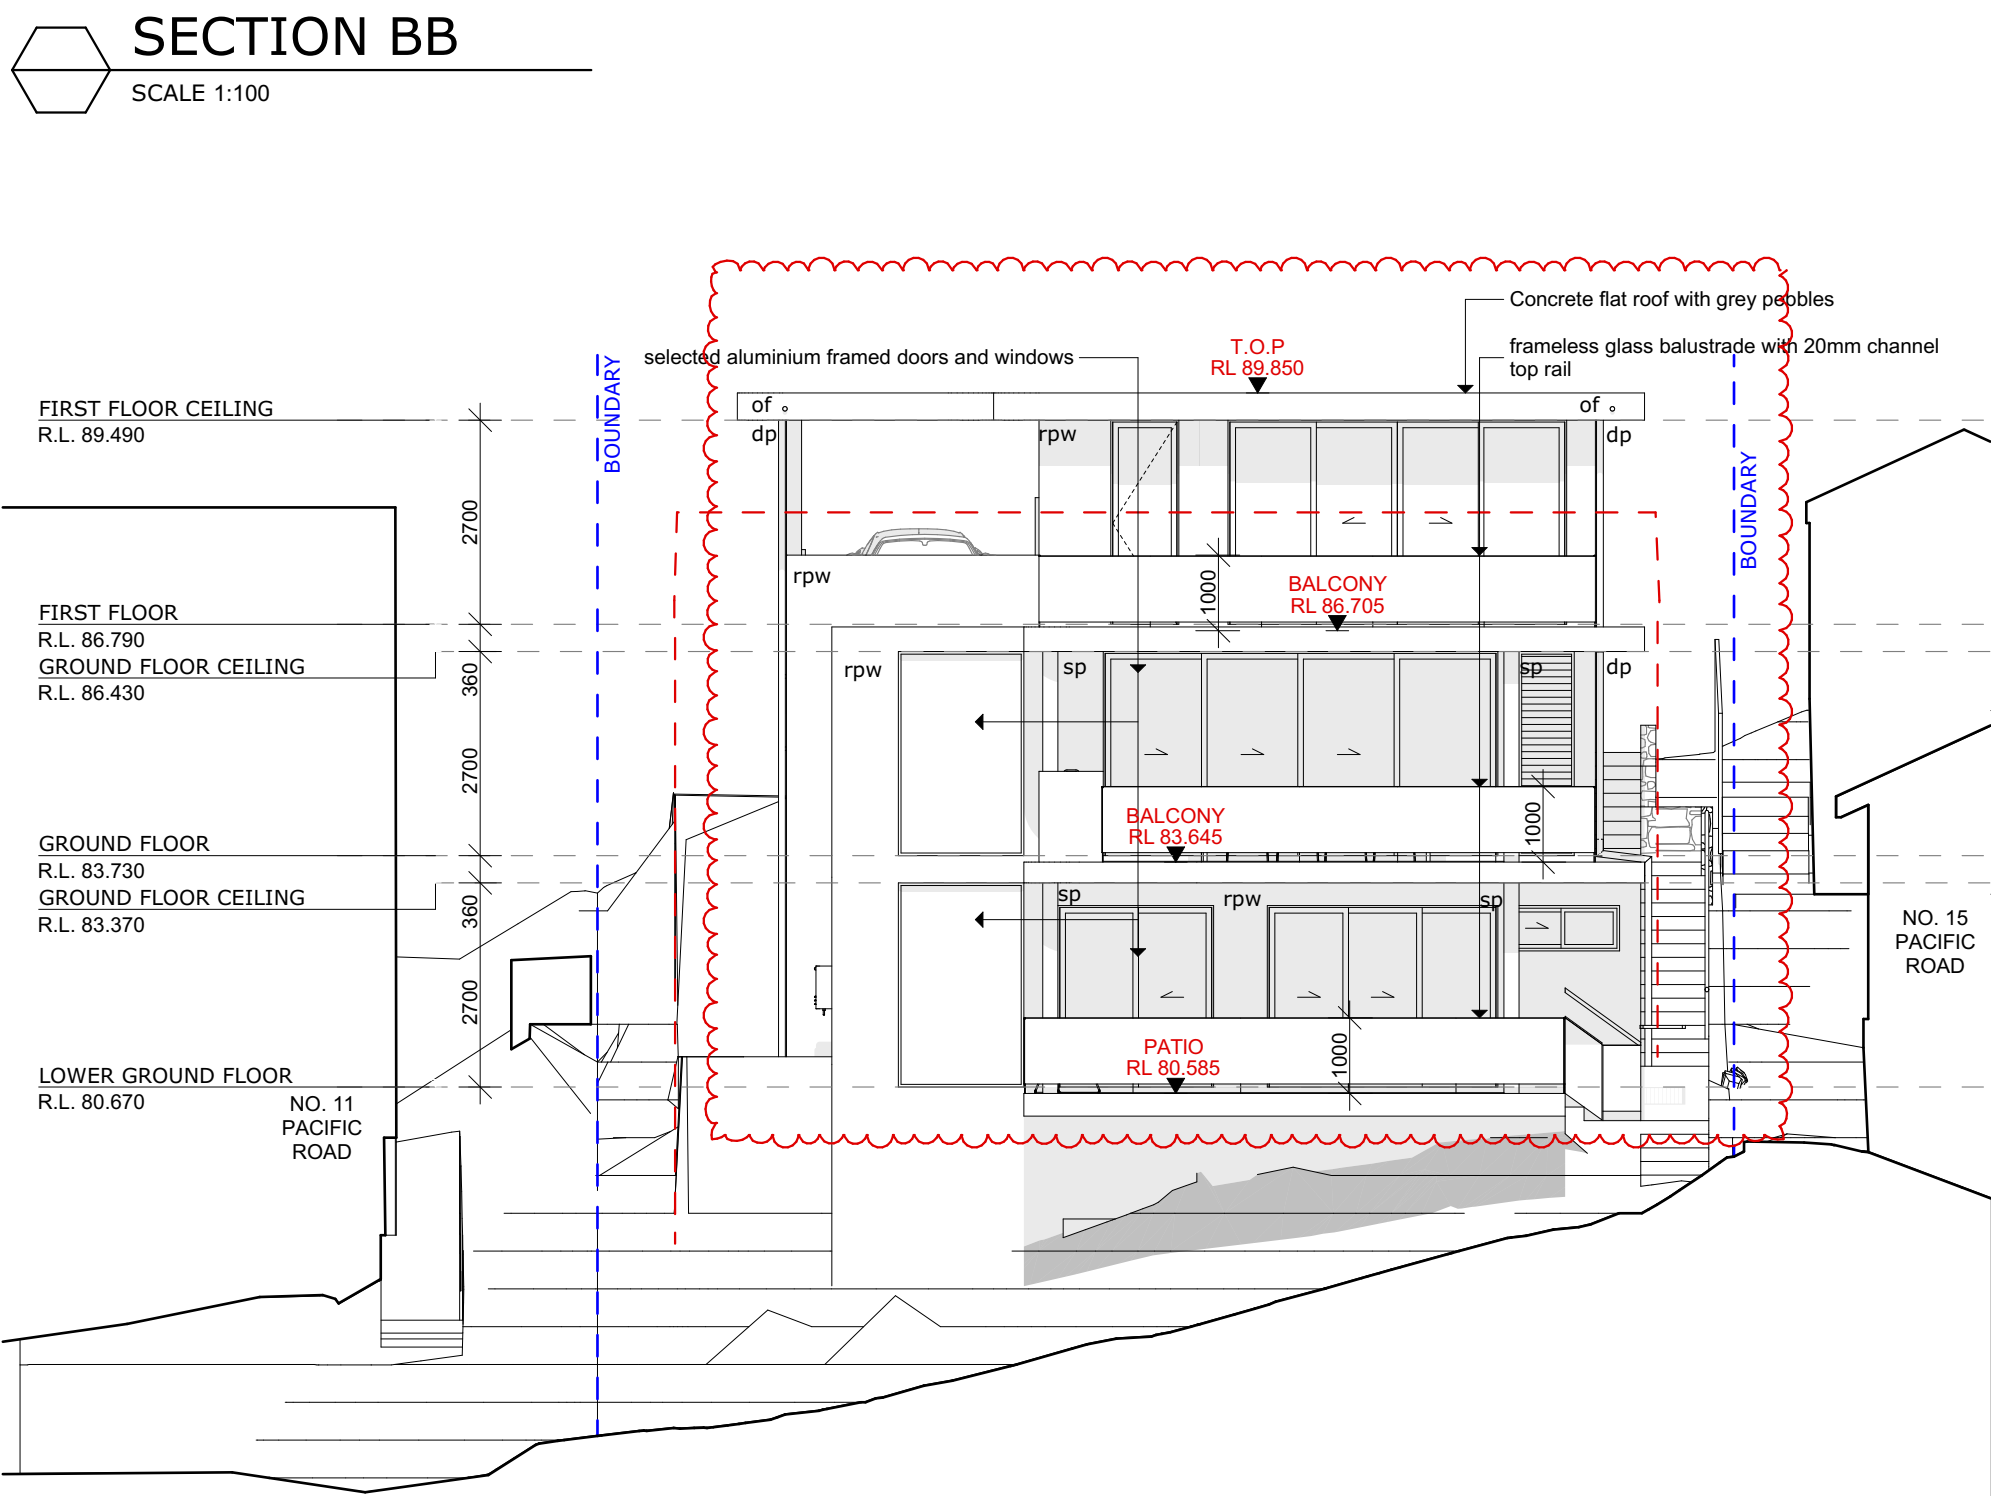 SECTION BB
SCALE 1:100
Concrete flat roof with grey pebbles
frameless glass balustrade with 20mm channel
top rail
selected aluminium framed doors and windows
T.O.P
RL 89.850
BOUNDARY
BOUNDARY
FIRST FLOOR CEILING
R.L. 89.490
of
of
dp
rpw
dp
2700
rpw
1000
BALCONY
RL 86.705
FIRST FLOOR
R.L. 86.790
GROUND FLOOR CEILING
R.L. 86.430
360
rpw
sp
sp
dp
2700
1000
BALCONY
RL 83.645
GROUND FLOOR
R.L. 83.730
GROUND FLOOR CEILING
R.L. 83.370
360
sp
rpw
sp
NO. 15
PACIFIC
ROAD
2700
1000
PATIO
RL 80.585
LOWER GROUND FLOOR
R.L. 80.670
NO. 11
PACIFIC
ROAD